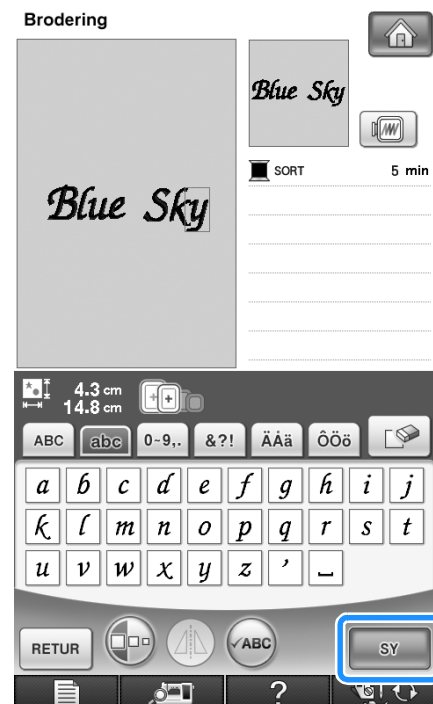 Brodering
Blue Sky
SORT 5 min
Blue Sky
4.3 cm
14.8 cm
ABC abc 0~9,. &?! ÄÅä ÔÖö
a b c d e f g h i j
k l m n o p q r s t
u v w x y z ’ ⎵
RETUR ✓ABC SY
?